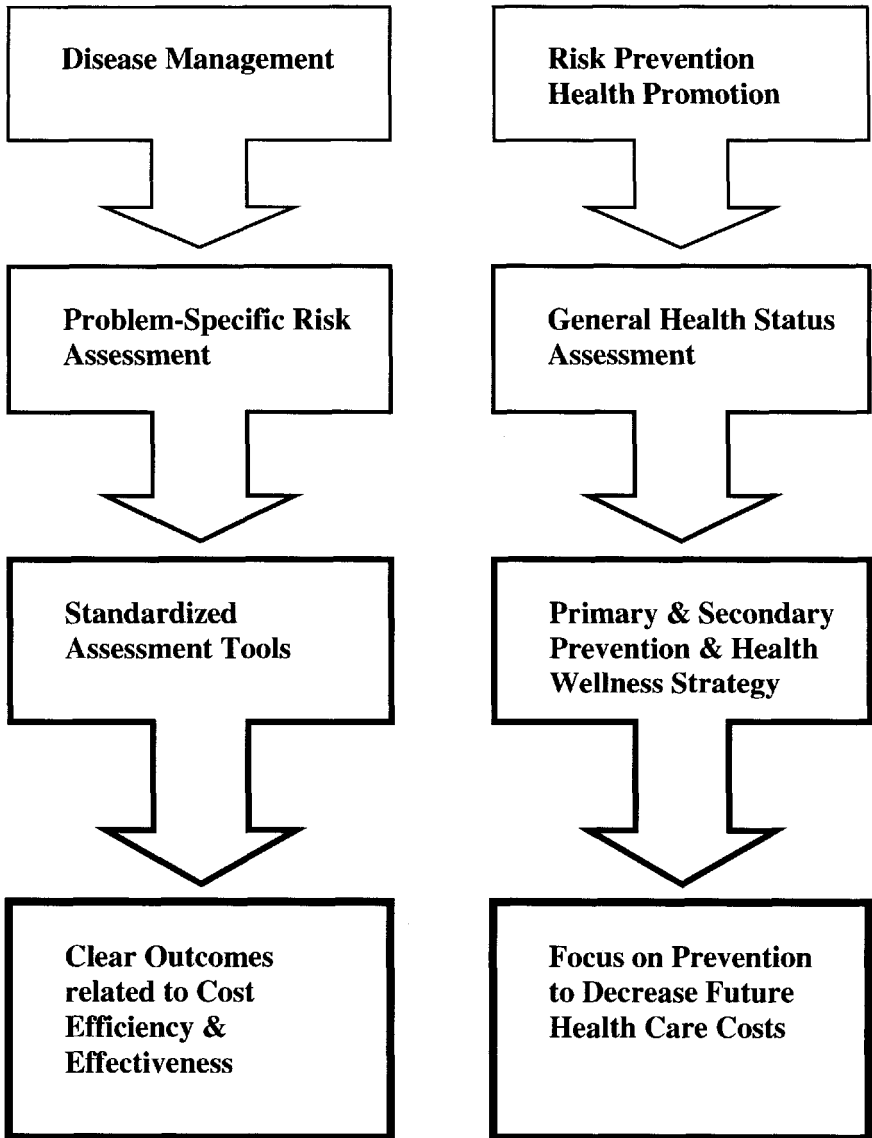 Disease Management
Problem-Specific Risk
Assessment
Standardized
Assessment Tools
Clear Outcomes
related to Cost
Efficiency &
Effectiveness
Risk Prevention
Health Promotion
General Health Status
Assessment
Primary & Secondary
Prevention & Health
Wellness Strategy
Focus on Prevention
to Decrease Future
Health Care Costs